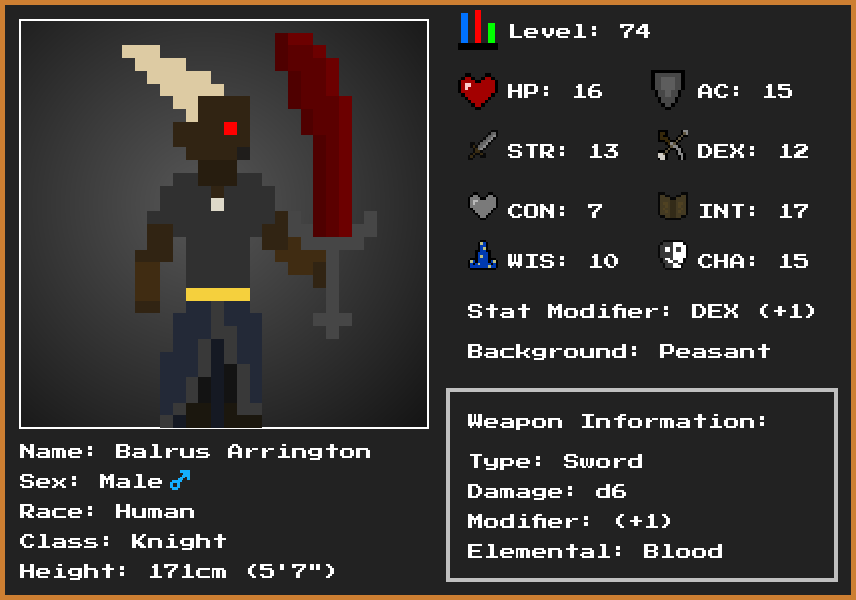 Level: 74
HP: 16
AC: 15
STR: 13
DEX: 12
CON: 7
INT: 17
WIS: 10
CHA: 15
Stat Modifier: DEX (+1)
Background: Peasant
Weapon Information:
Type: Sword
Damage: d6
Modifier: (+1)
Elemental: Blood
Name: Balrus Arrington
Sex: Male♂
Race: Human
Class: Knight
Height: 171cm (5'7")